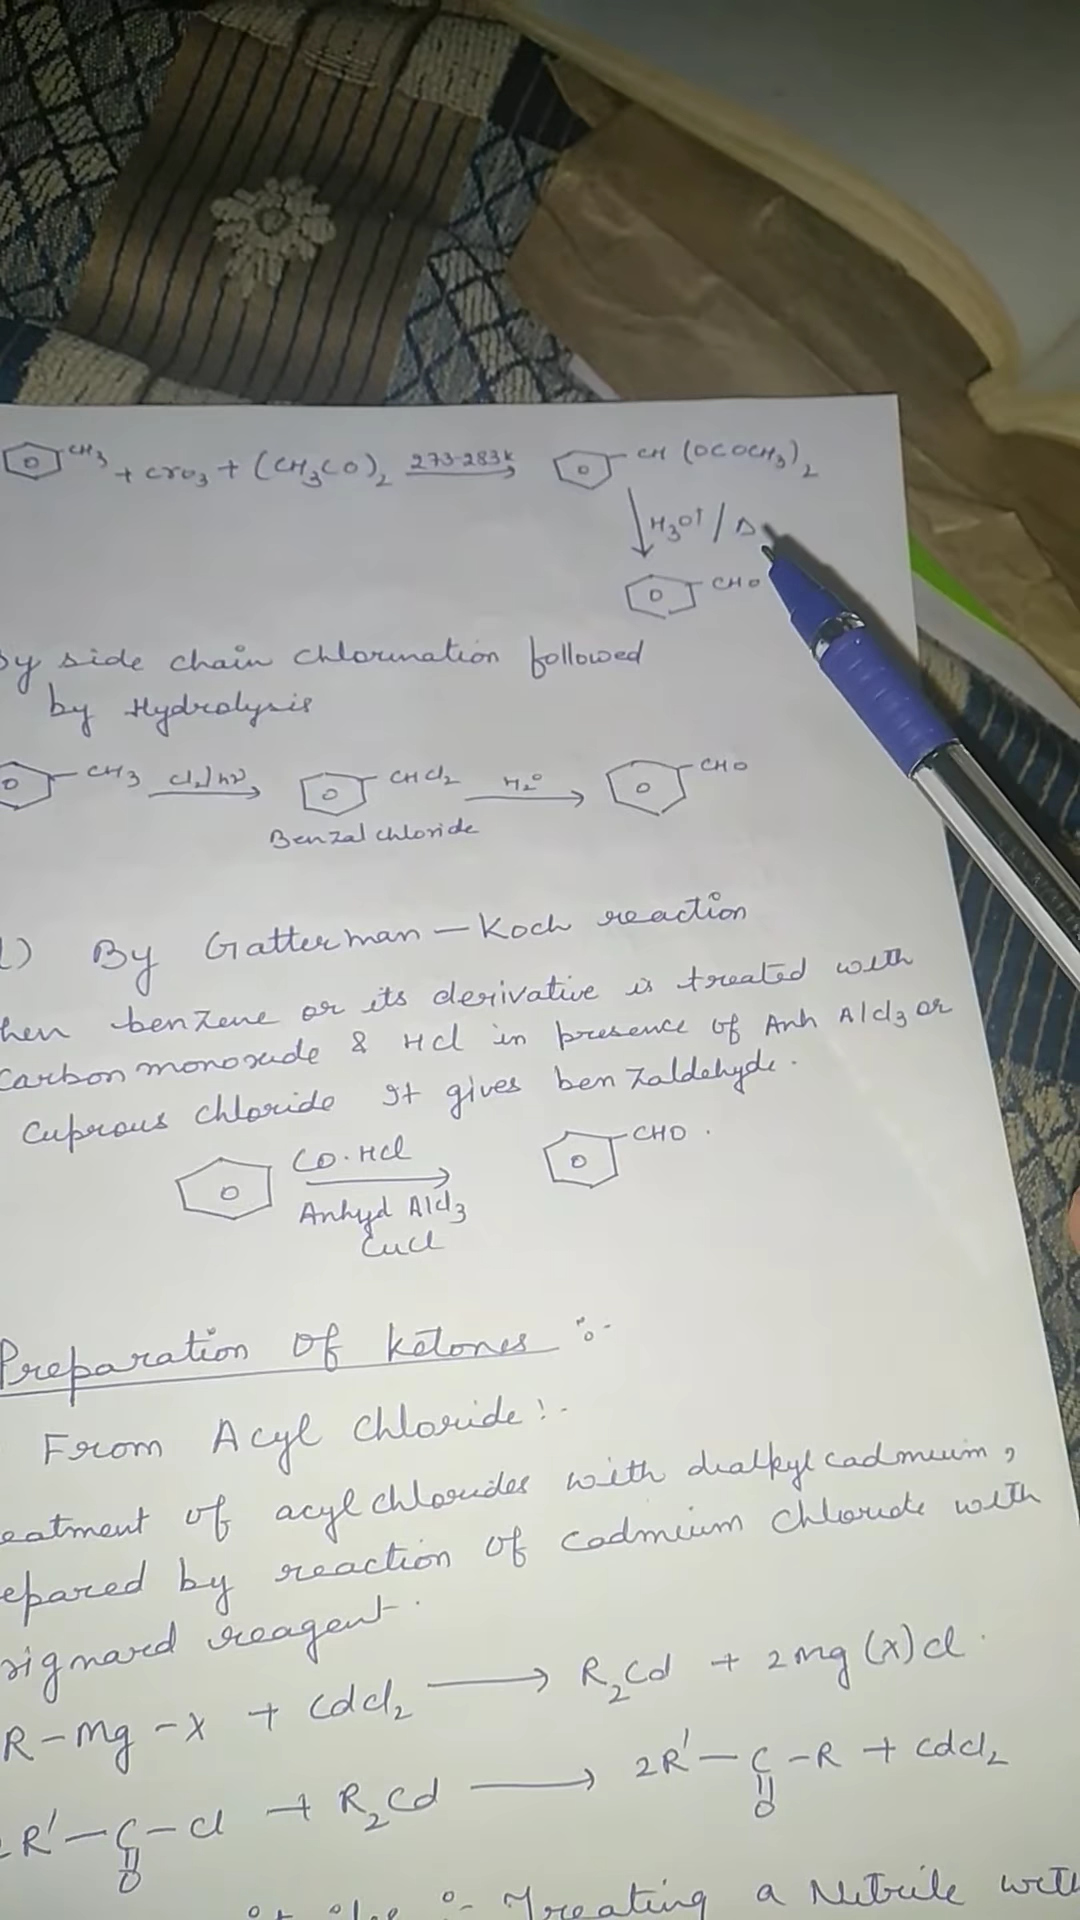 CH3 + CrO3 + (CH3CO)2 273-283K CH (OCOCH3)2
H3O+ / Δ
CHO
By side chain chlorination followed
by Hydrolysis
CH3 Cl2/hν CHCl2 H2O CHO
Benzal chloride
By Gatterman – Koch reaction
benzene or its derivative is treated with
Carbon monoxide & HCl in presence of Anh AlCl3 or
Cuprous chloride It gives benzaldehyde.
CO·HCl CHO.
Anhyd AlCl3
CuCl
Preparation of Ketones :-
From Acyl Chloride :-
eatment of acylchlorides with dialkyl cadmium,
epared by reaction of cadmium chloride with
rignard reagent.
R–Mg–X + CdCl2 → R2Cd + 2Mg(X)Cl.
R'–C–Cl + R2Cd → 2R'–C–R + CdCl2
O O
:- Treating a Nitrile with